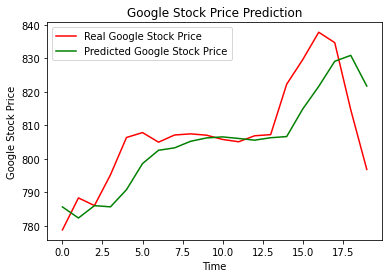 Google Stock Price Prediction
Real Google Stock Price
Predicted Google Stock Price
Google Stock Price
840
830
820
810
800
790
780
0.0 2.5 5.0 7.5 10.0 12.5 15.0 17.5
Time